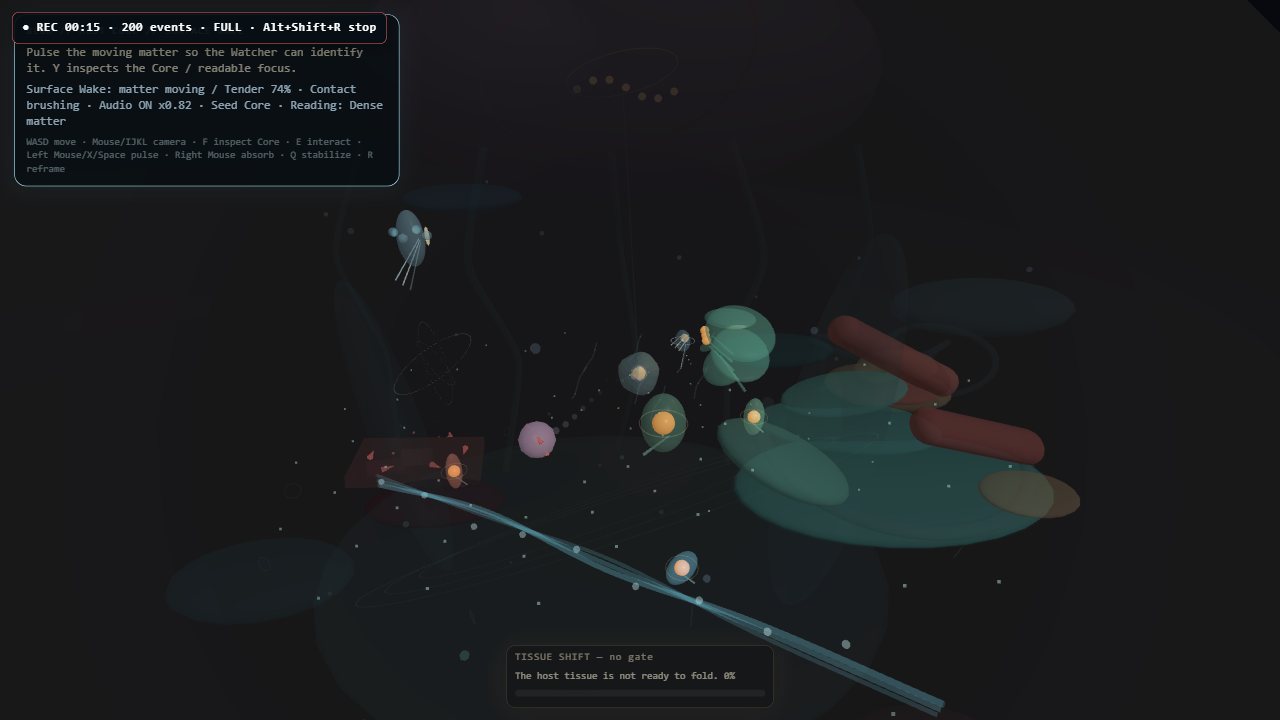 ● REC 00:15 · 200 events · FULL · Alt+Shift+R stop
Pulse the moving matter so the Watcher can identify
it. Y inspects the Core / readable focus.
Surface Wake: matter moving / Tender 74% · Contact
brushing · Audio ON x0.82 · Seed Core · Reading: Dense
matter
WASD move · Mouse/IJKL camera · F inspect Core · E interact ·
Left Mouse/X/Space pulse · Right Mouse absorb · Q stabilize · R
reframe
TISSUE SHIFT — no gate
The host tissue is not ready to fold. 0%